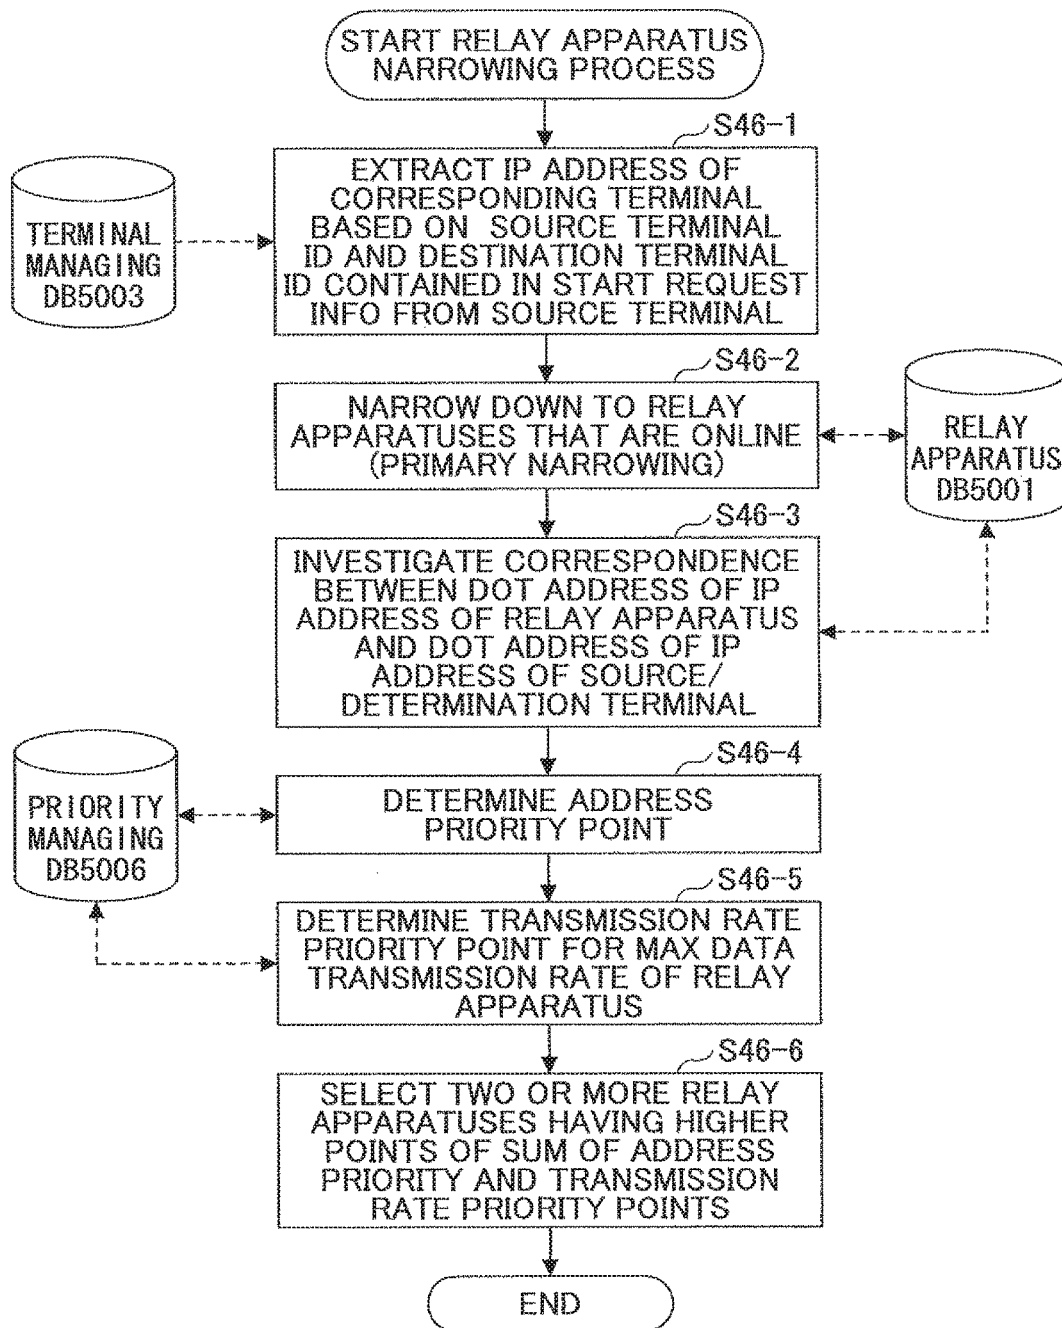 START RELAY APPARATUS
NARROWING PROCESS
S46-1
EXTRACT IP ADDRESS OF
CORRESPONDING TERMINAL
BASED ON SOURCE TERMINAL
ID AND DESTINATION TERMINAL
ID CONTAINED IN START REQUEST
INFO FROM SOURCE TERMINAL
TERMINAL
MANAGING
DB5003
S46-2
NARROW DOWN TO RELAY
APPARATUSES THAT ARE ONLINE
(PRIMARY NARROWING)
RELAY
APPARATUS
DB5001
S46-3
INVESTIGATE CORRESPONDENCE
BETWEEN DOT ADDRESS OF IP
ADDRESS OF RELAY APPARATUS
AND DOT ADDRESS OF IP
ADDRESS OF SOURCE/
DETERMINATION TERMINAL
S46-4
DETERMINE ADDRESS
PRIORITY POINT
PRIORITY
MANAGING
DB5006
S46-5
DETERMINE TRANSMISSION RATE
PRIORITY POINT FOR MAX DATA
TRANSMISSION RATE OF RELAY
APPARATUS
S46-6
SELECT TWO OR MORE RELAY
APPARATUSES HAVING HIGHER
POINTS OF SUM OF ADDRESS
PRIORITY AND TRANSMISSION
RATE PRIORITY POINTS
END